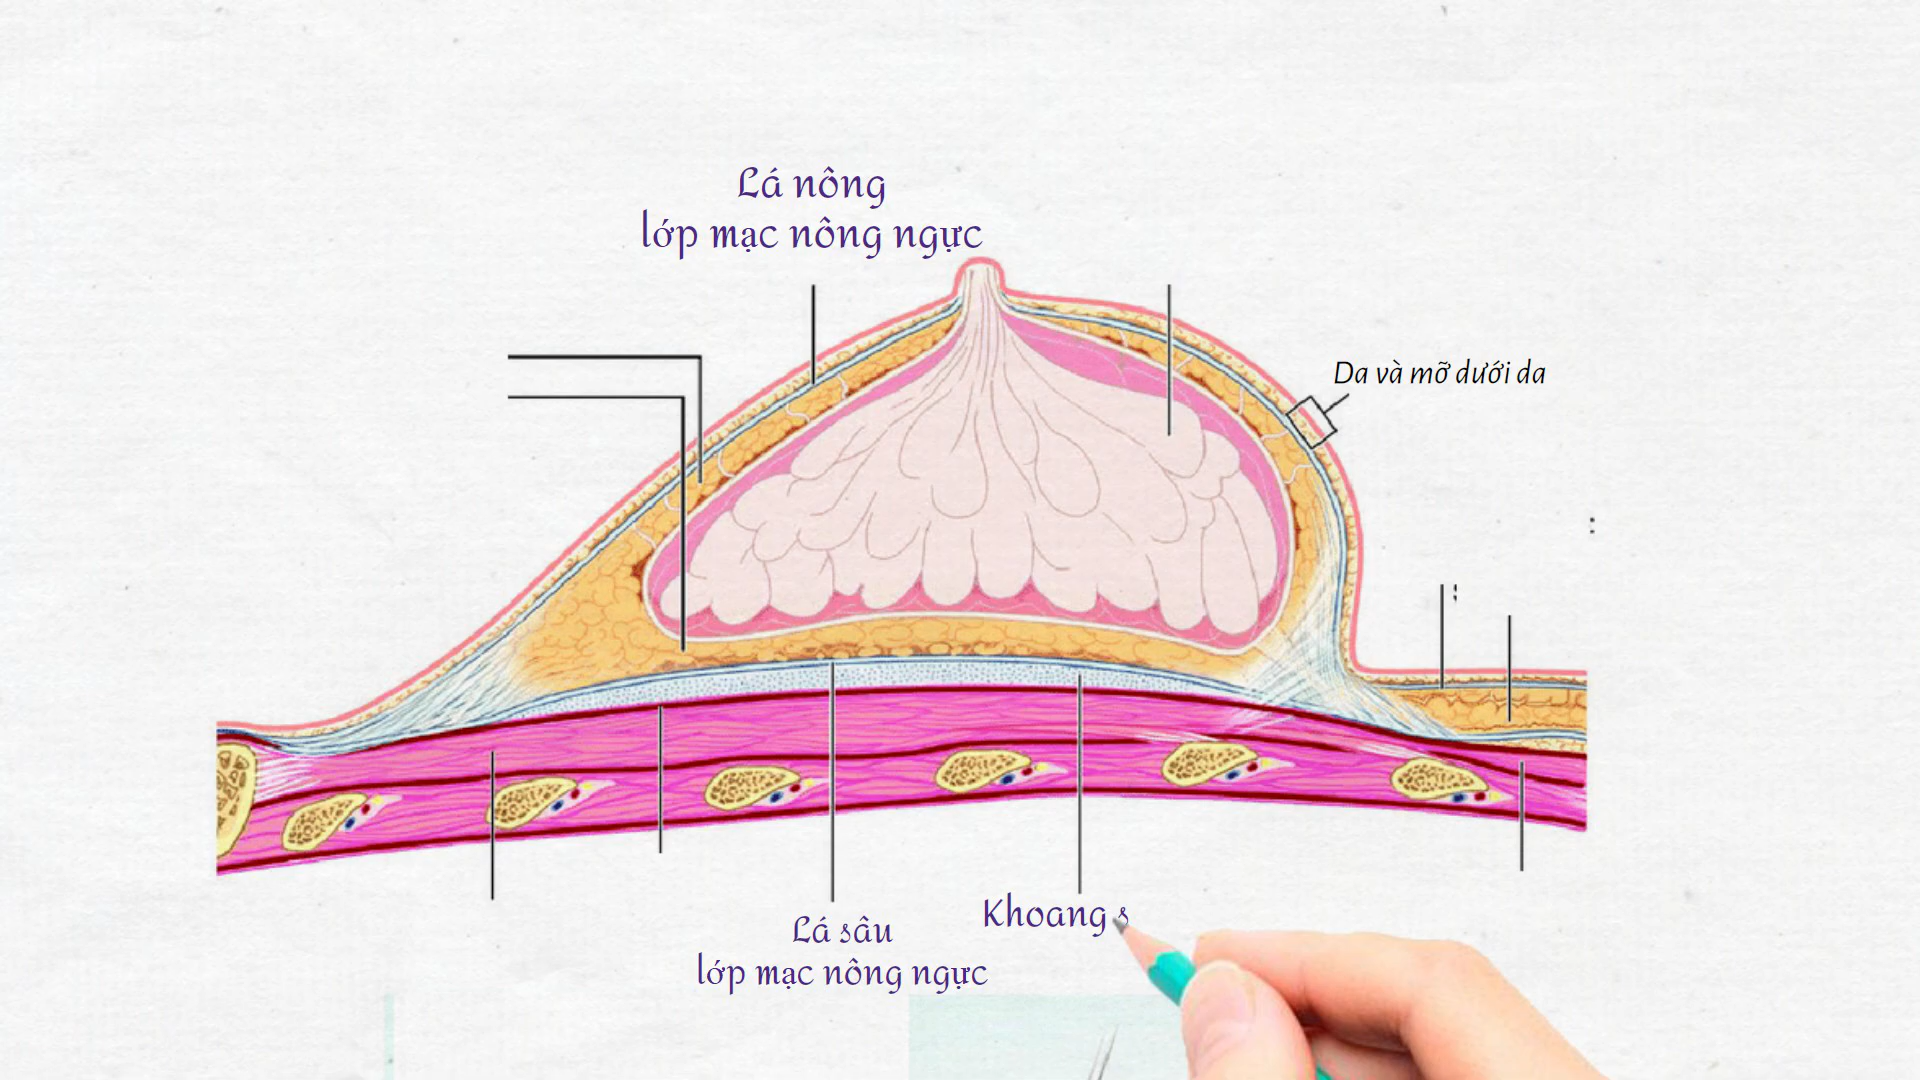 Lá nông
lớp mạc nông ngực
Da và mỡ dưới da
Khoang s
Lá sâu
lớp mạc nông ngực